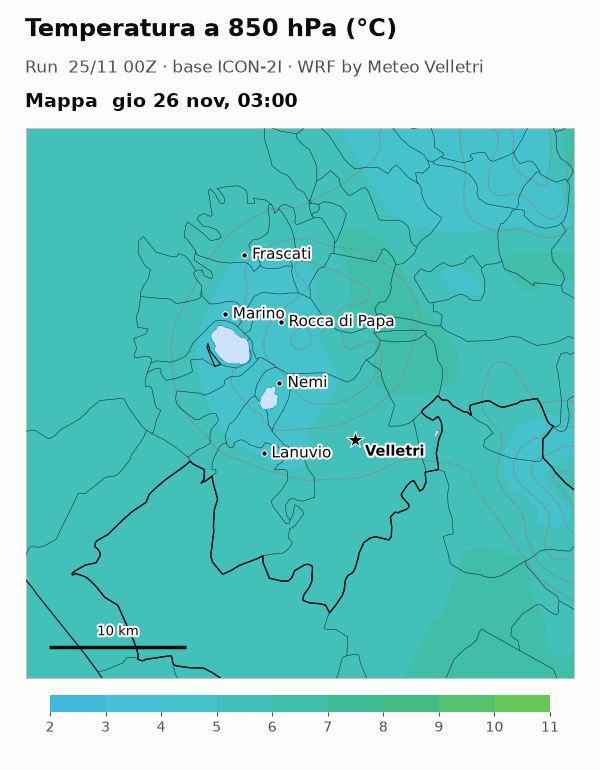 Temperatura a 850 hPa (°C)
Run  25/11 00Z · base ICON-2I · WRF by Meteo Velletri
Mappa  gio 26 nov, 03:00
Frascati
Marino
Rocca di Papa
Nemi
Velletri
Lanuvio
10 km
2 3 4 5 6 7 8 9 10 11